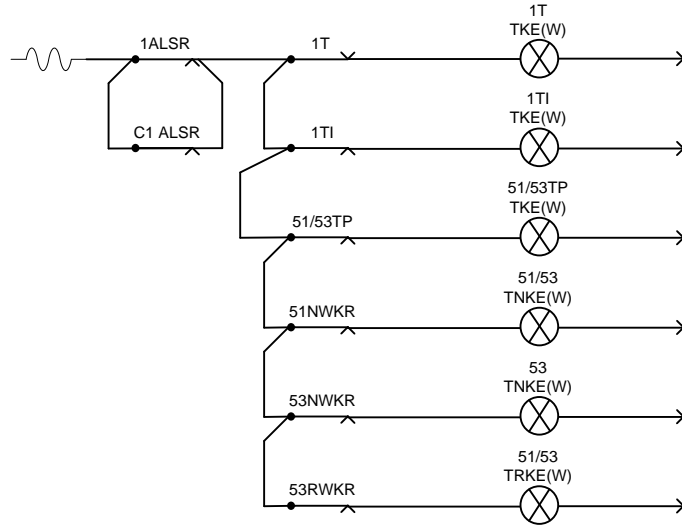 1ALSR
1T
1T
TKE(W)
C1 ALSR
1TI
1TI
TKE(W)
51/53TP
51/53TP
TKE(W)
51NWKR
51/53
TNKE(W)
53NWKR
53
TNKE(W)
53RWKR
51/53
TRKE(W)